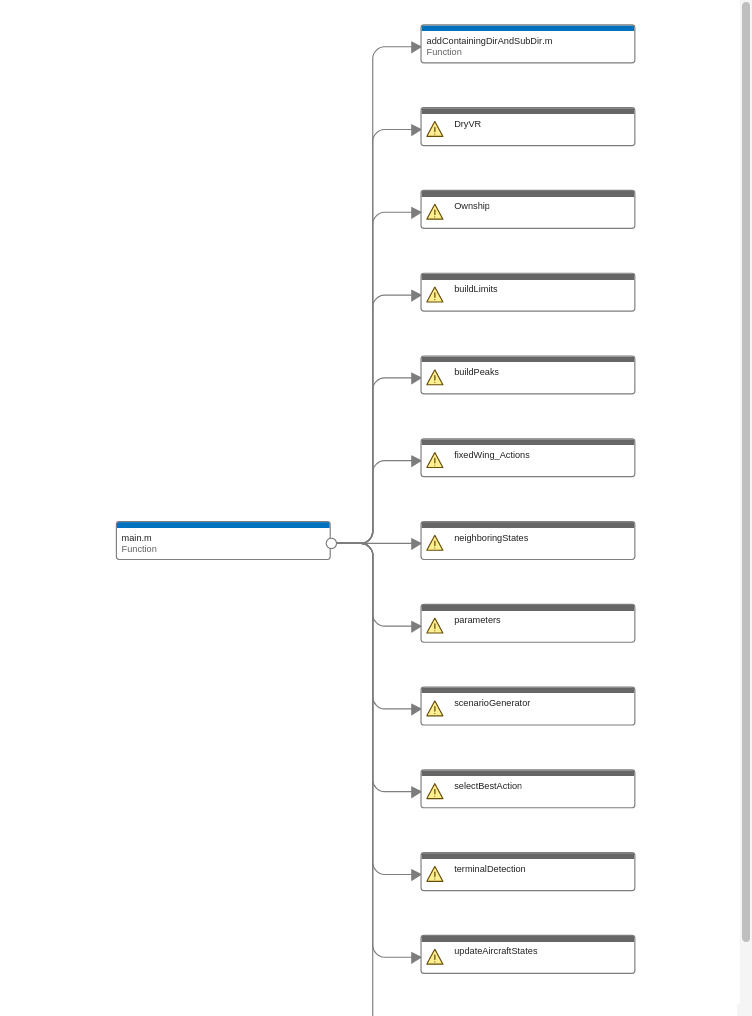 addContainingDirAndSubDir.m
Function
DryVR
Ownship
buildLimits
buildPeaks
fixedWing_Actions
main.m
Function
neighboringStates
parameters
scenarioGenerator
selectBestAction
terminalDetection
updateAircraftStates